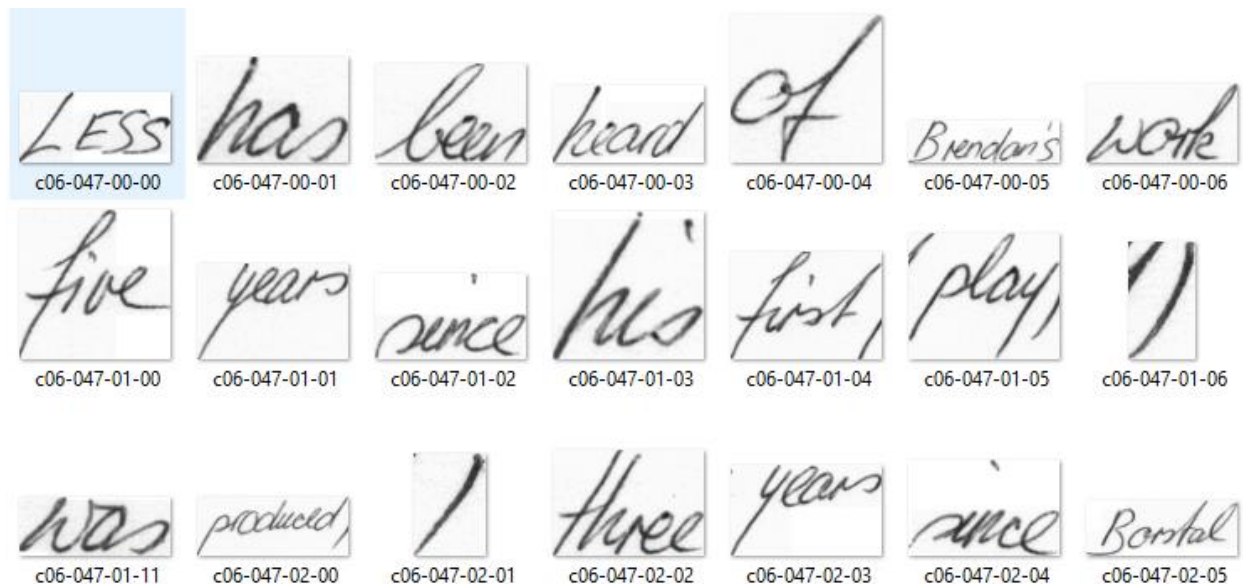 LESS has been heard of Brendan's work
c06-047-00-00 c06-047-00-01 c06-047-00-02 c06-047-00-03 c06-047-00-04 c06-047-00-05 c06-047-00-06
five years since his first, play, )
c06-047-01-00 c06-047-01-01 c06-047-01-02 c06-047-01-03 c06-047-01-04 c06-047-01-05 c06-047-01-06
was produced, , three years since Borstal
c06-047-01-11 c06-047-02-00 c06-047-02-01 c06-047-02-02 c06-047-02-03 c06-047-02-04 c06-047-02-05